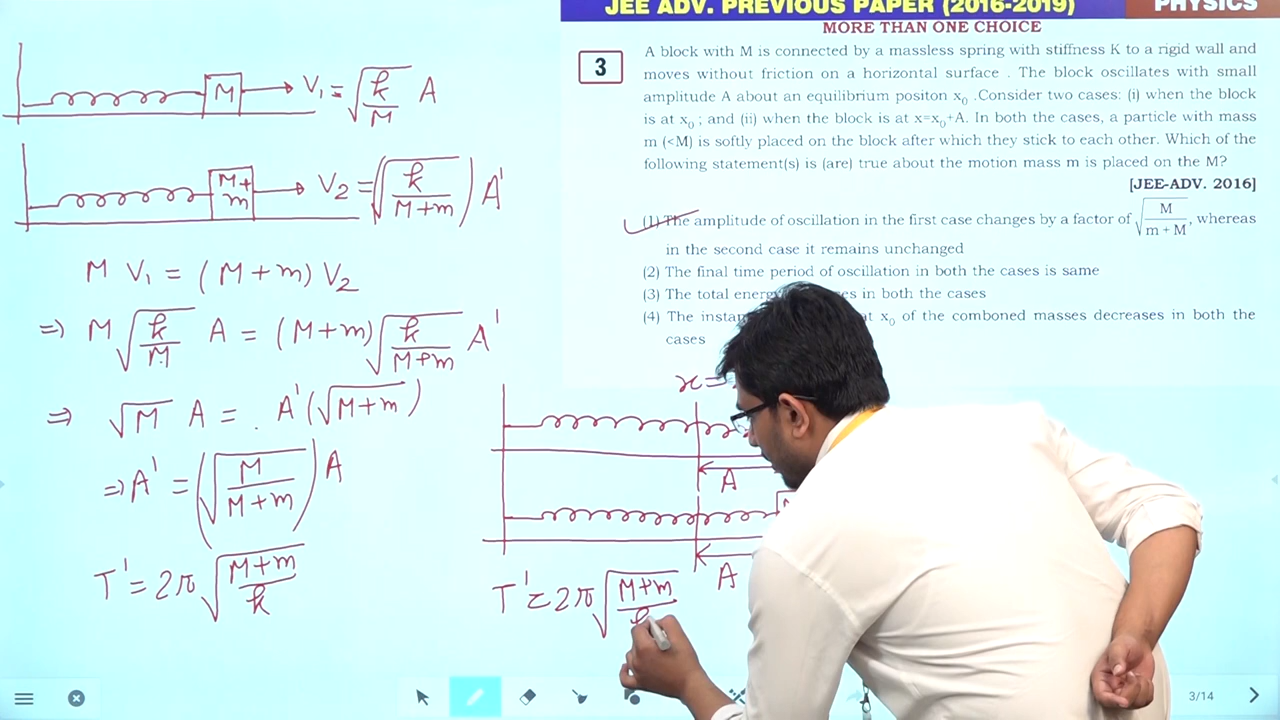 JEE ADV. PREVIOUS PAPER (2016-2019)
PHYSICS
MORE THAN ONE CHOICE
3
A block with M is connected by a massless spring with stiffness K to a rigid wall and
moves without friction on a horizontal surface . The block oscillates with small
amplitude A about an equilibrium positon x₀ .Consider two cases: (i) when the block
is at x₀ ; and (ii) when the block is at x=x₀+A. In both the cases, a particle with mass
m (<M) is softly placed on the block after which they stick to each other. Which of the
following statement(s) is (are) true about the motion mass m is placed on the M?
[JEE-ADV. 2016]
(1) The amplitude of oscillation in the first case changes by a factor of √(M/(m + M)), whereas
in the second case it remains unchanged
(2) The final time period of oscillation in both the cases is same
(3) The total in both the cases
(4) The at x₀ of the comboned masses decreases in both the
cases
M V₁ = √(k/M) A
M+m V₂ = (√(k/(M+m))) A'
M V₁ = (M+m) V₂
⇒ M √(k/M) A = (M+m) √(k/(M+m)) A'
⇒ √M A = . A' (√(M+m))
⇒ A' = (√(M/(M+m))) A
T' = 2π √((M+m)/k)
x=
A
A
T' = 2π √((M+m)/k)
3/14